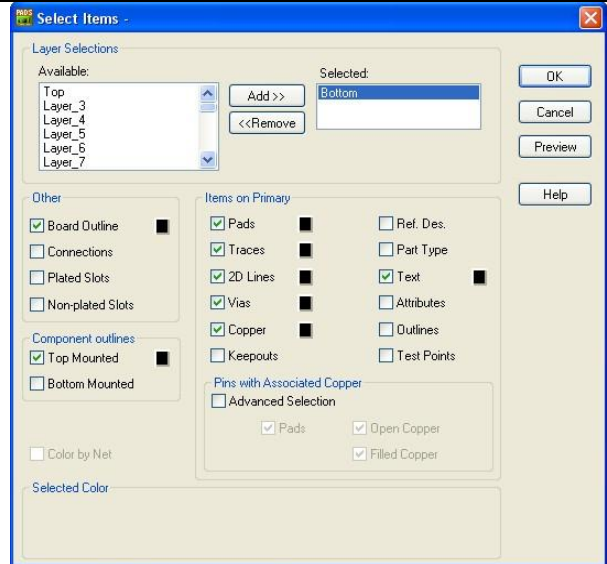 PADS Select Items -
Layer Selections
Available:
Top
Layer_3
Layer_4
Layer_5
Layer_6
Layer_7
Add >>
<<Remove
Selected:
Bottom
OK
Cancel
Preview
Help
Other
Board Outline
Connections
Plated Slots
Non-plated Slots
Component outlines
Top Mounted
Bottom Mounted
Color by Net
Items on Primary
Pads
Traces
2D Lines
Vias
Copper
Keepouts
Ref. Des.
Part Type
Text
Attributes
Outlines
Test Points
Pins with Associated Copper
Advanced Selection
Pads
Open Copper
Filled Copper
Selected Color